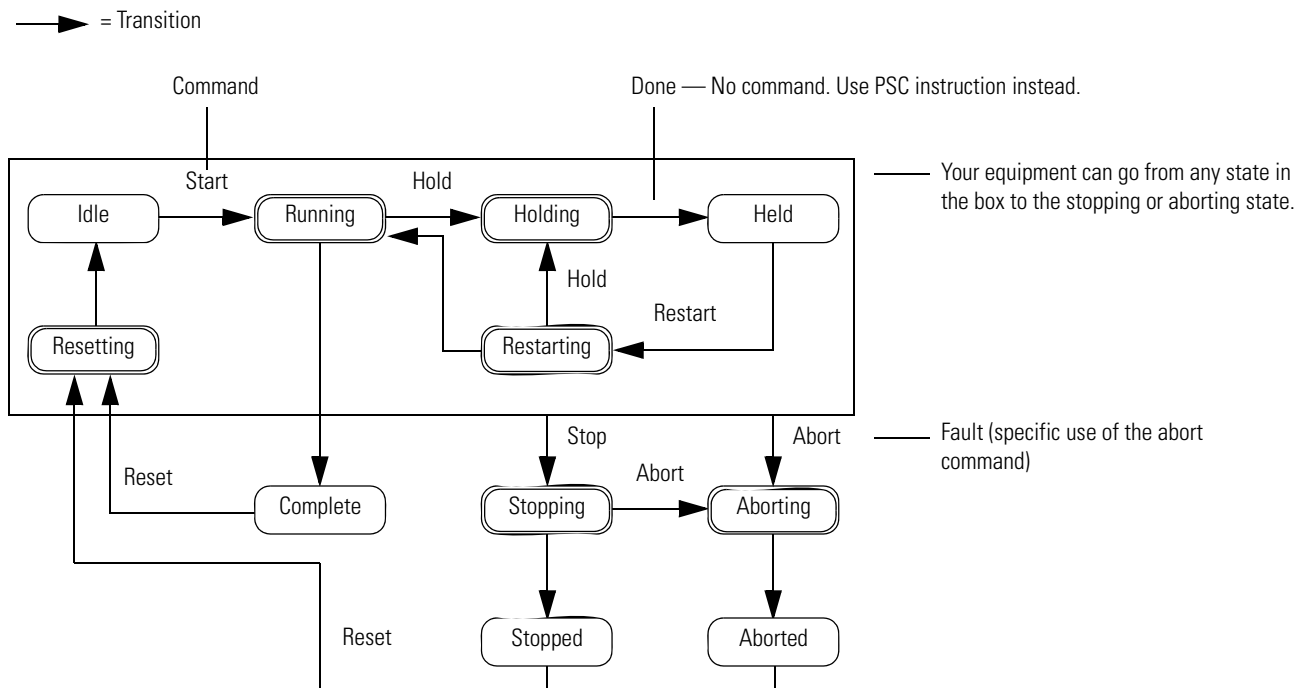 = Transition
Command
Done — No command. Use PSC instruction instead.
Your equipment can go from any state in
the box to the stopping or aborting state.
Start
Hold
Idle
Running
Holding
Held
Hold
Restart
Resetting
Restarting
Stop
Abort
Fault (specific use of the abort
command)
Reset
Abort
Complete
Stopping
Aborting
Reset
Stopped
Aborted